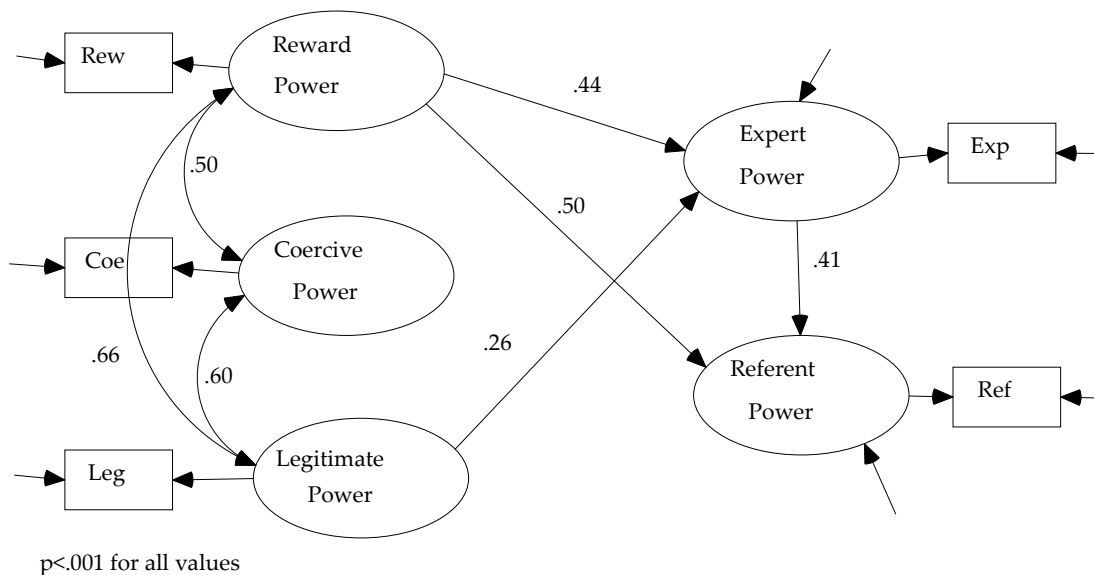 Rew
Reward
Power
.44
Expert
Power
Exp
.50
.50
Coe
Coercive
Power
.41
.66
.60
.26
Referent
Power
Ref
Leg
Legitimate
Power
p<.001 for all values